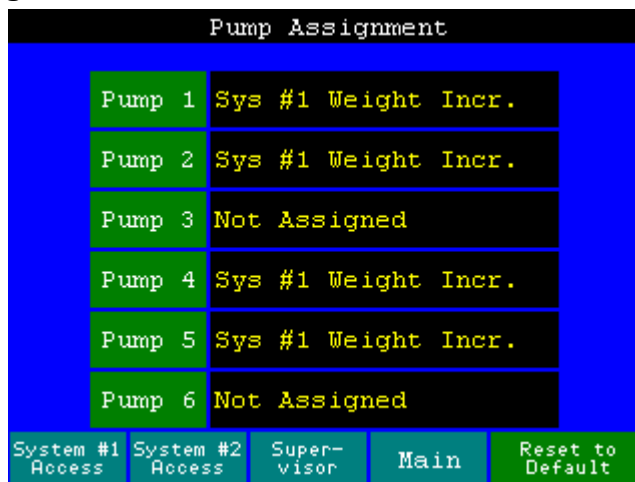 Pump Assignment
Pump 1 Sys #1 Weight Incr.
Pump 2 Sys #1 Weight Incr.
Pump 3 Not Assigned
Pump 4 Sys #1 Weight Incr.
Pump 5 Sys #1 Weight Incr.
Pump 6 Not Assigned
System #1
Access
System #2
Access
Super-
visor
Main
Reset to
Default